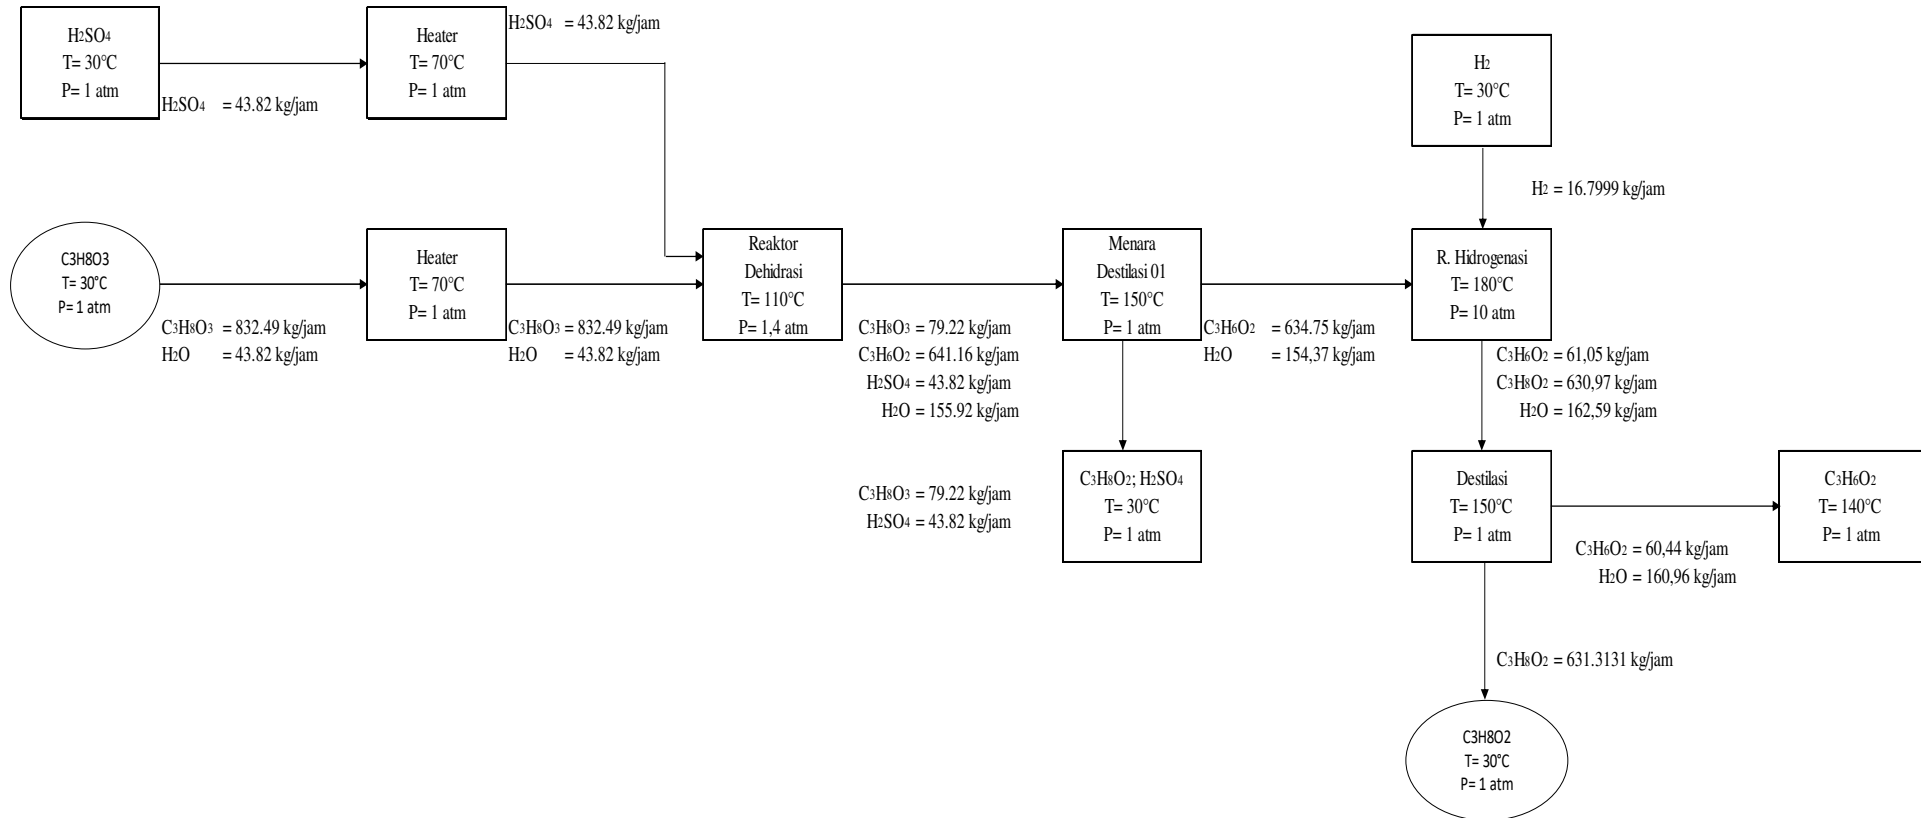 H2SO4
T= 30°C
P= 1 atm
H2SO4 = 43.82 kg/jam
Heater
T= 70°C
P= 1 atm
H2SO4 = 43.82 kg/jam
H2
T= 30°C
P= 1 atm
H2 = 16.7999 kg/jam
C3H8O3
T= 30°C
P= 1 atm
C3H8O3 = 832.49 kg/jam
H2O = 43.82 kg/jam
Heater
T= 70°C
P= 1 atm
C3H8O3 = 832.49 kg/jam
H2O = 43.82 kg/jam
Reaktor
Dehidrasi
T= 110°C
P= 1,4 atm
C3H8O3 = 79.22 kg/jam
C3H6O2 = 641.16 kg/jam
H2SO4 = 43.82 kg/jam
H2O = 155.92 kg/jam
Menara
Destilasi 01
T= 150°C
P= 1 atm
C3H6O2 = 634.75 kg/jam
H2O = 154,37 kg/jam
R. Hidrogenasi
T= 180°C
P= 10 atm
C3H6O2 = 61,05 kg/jam
C3H8O2 = 630,97 kg/jam
H2O = 162,59 kg/jam
C3H8O3 = 79.22 kg/jam
H2SO4 = 43.82 kg/jam
C3H8O2; H2SO4
T= 30°C
P= 1 atm
Destilasi
T= 150°C
P= 1 atm
C3H6O2 = 60,44 kg/jam
H2O = 160,96 kg/jam
C3H6O2
T= 140°C
P= 1 atm
C3H8O2 = 631.3131 kg/jam
C3H8O2
T= 30°C
P= 1 atm